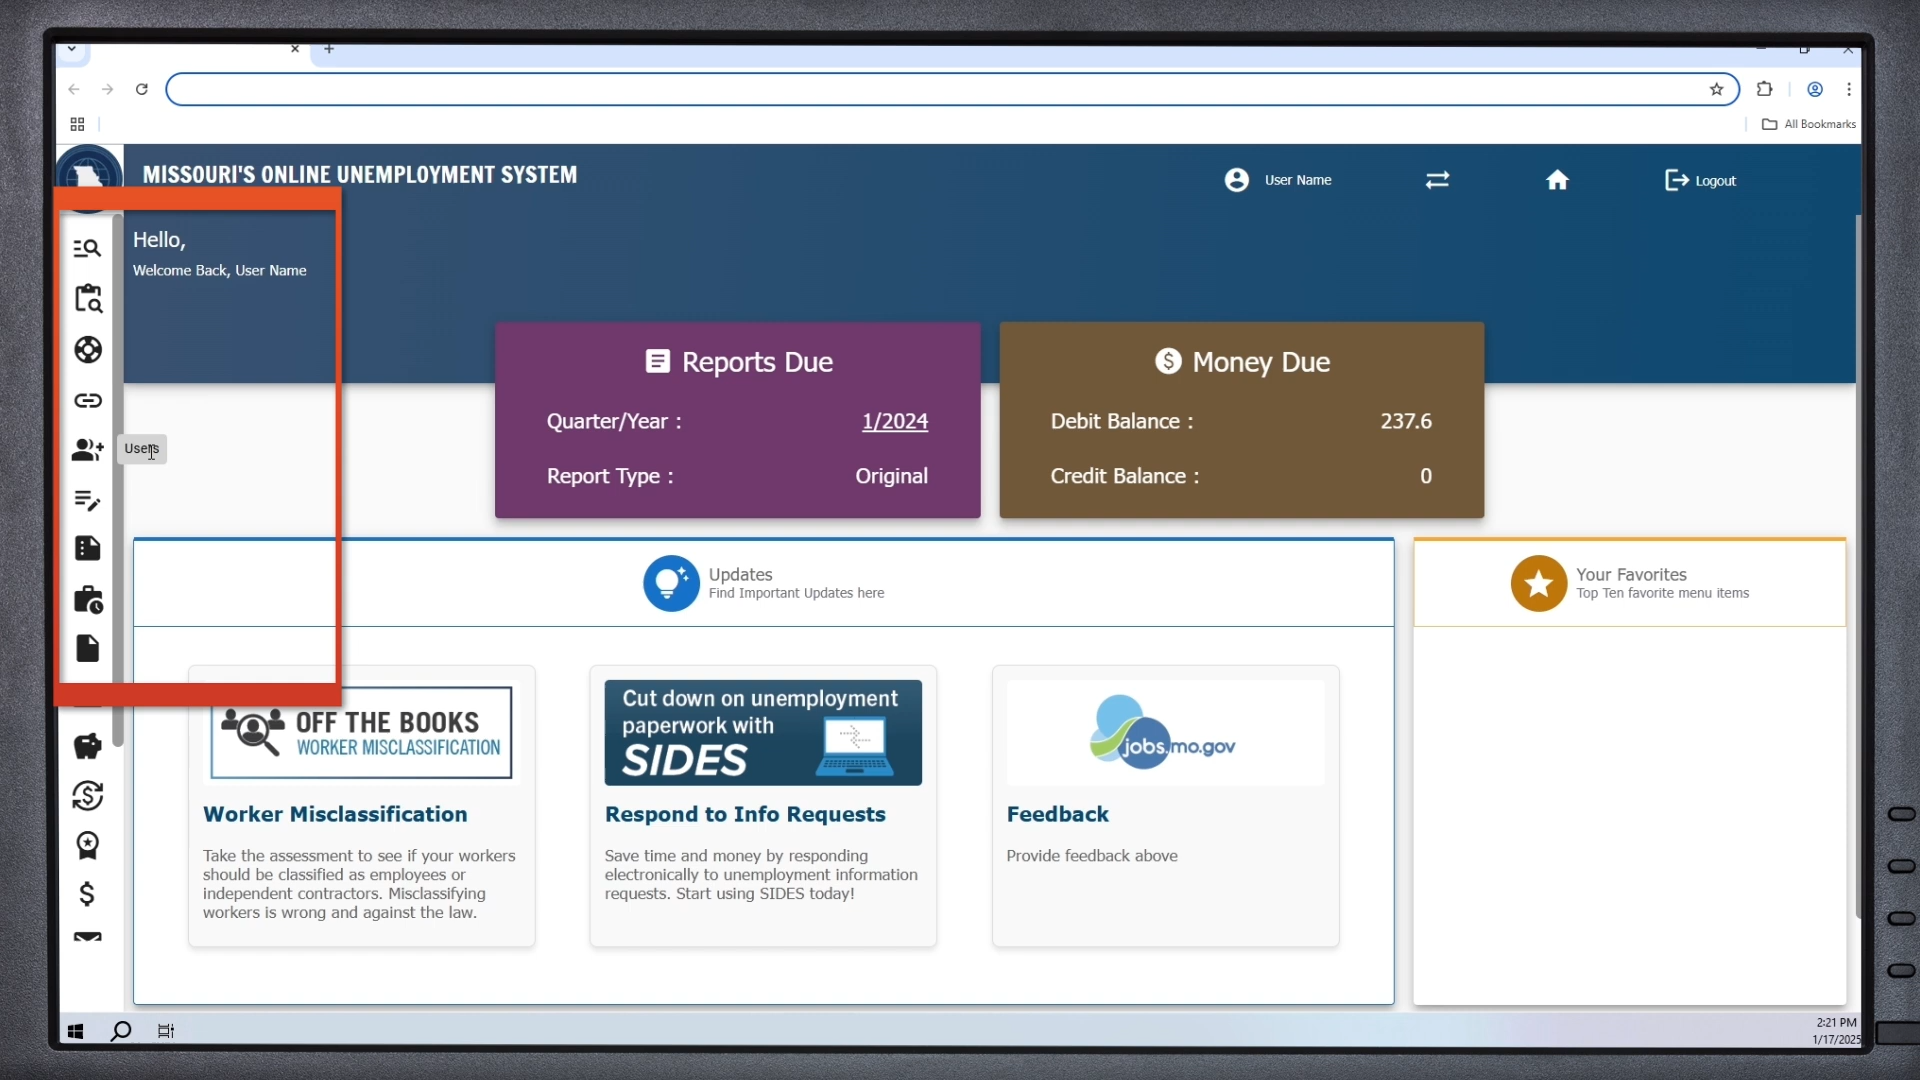 All Bookmarks
MISSOURI'S ONLINE UNEMPLOYMENT SYSTEM
User Name
Logout
Hello,
Welcome Back, User Name
Users
Reports Due
Quarter/Year : 1/2024
Report Type : Original
Money Due
Debit Balance : 237.6
Credit Balance : 0
Updates
Find Important Updates here
Your Favorites
Top Ten favorite menu items
OFF THE BOOKS
WORKER MISCLASSIFICATION
Worker Misclassification
Take the assessment to see if your workers
should be classified as employees or
independent contractors. Misclassifying
workers is wrong and against the law.
Cut down on unemployment
paperwork with
SIDES
Respond to Info Requests
Save time and money by responding
electronically to unemployment information
requests. Start using SIDES today!
jobs.mo.gov
Feedback
Provide feedback above
2:21 PM
1/17/2025